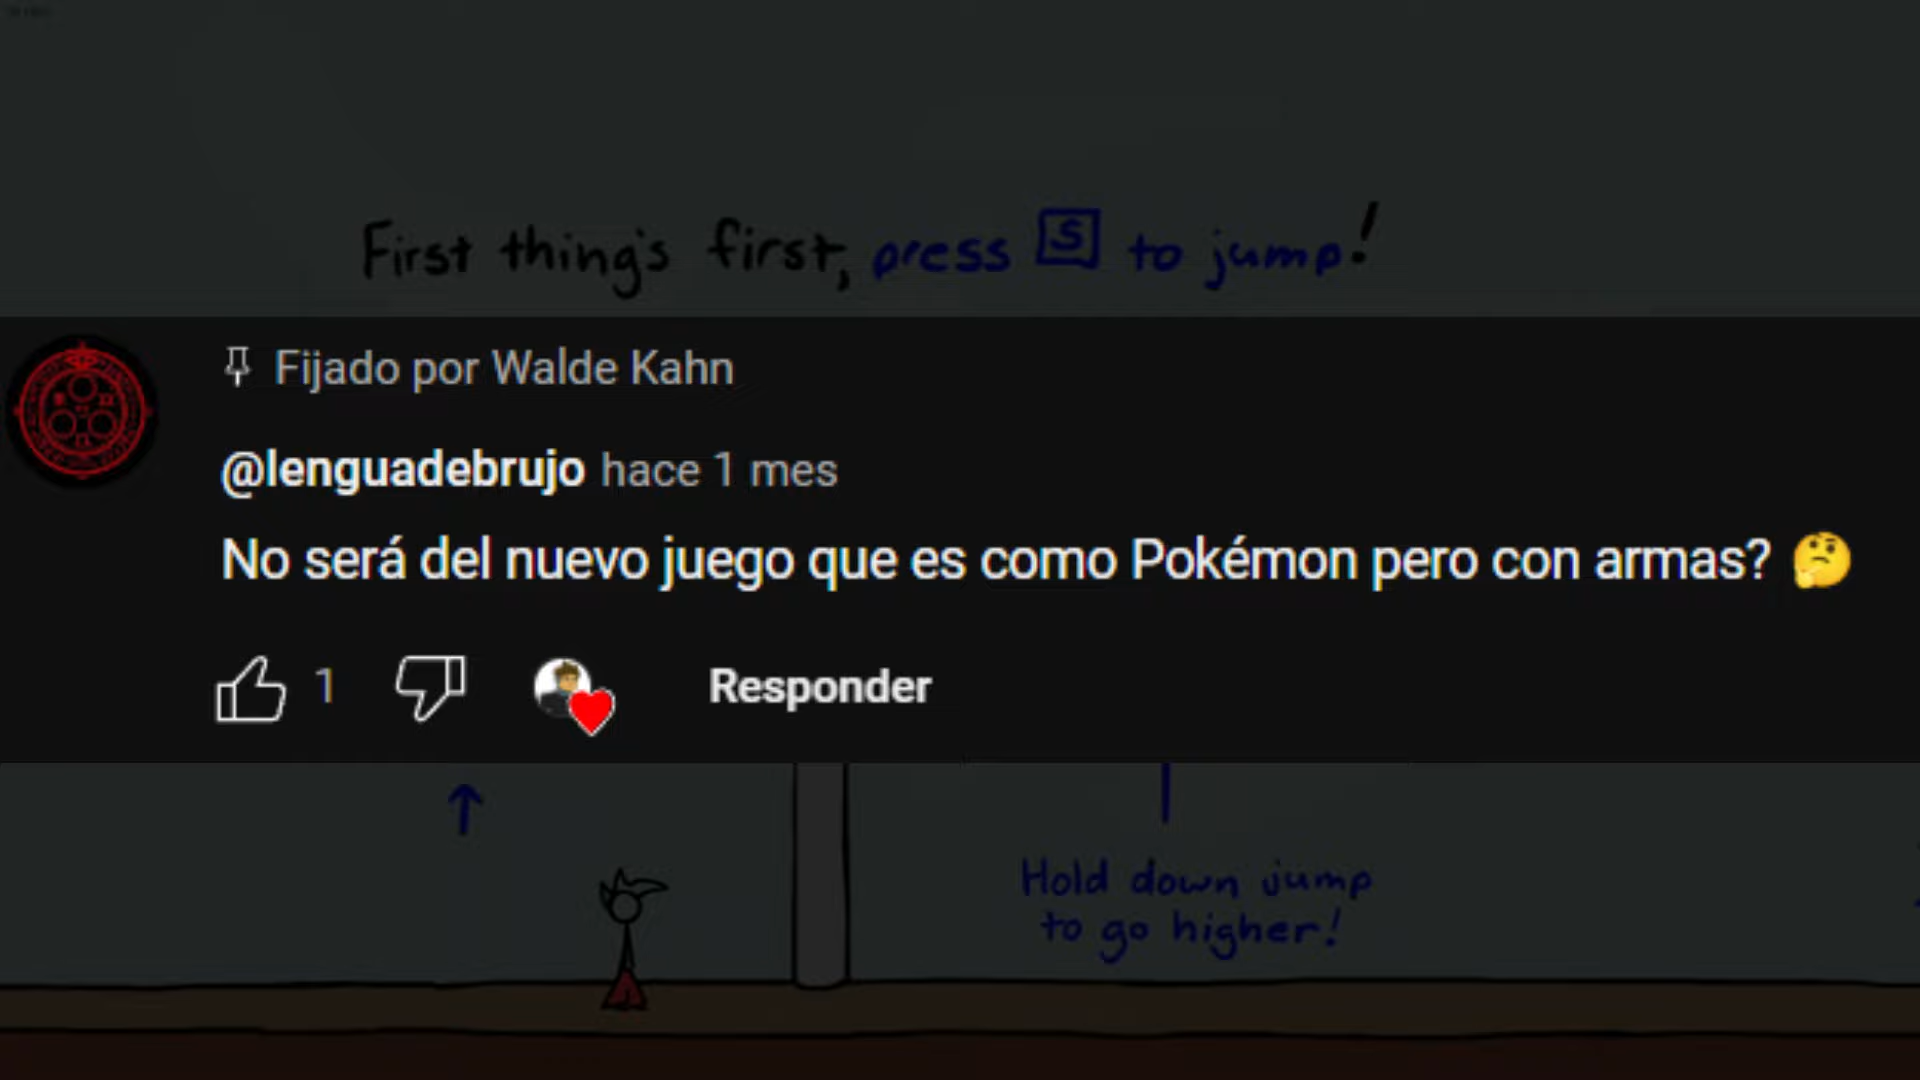 First things first, press S to jump!
Fijado por Walde Kahn
@lenguadebrujo hace 1 mes
No será del nuevo juego que es como Pokémon pero con armas? 🤔
1
Responder
Hold down jump
to go higher!